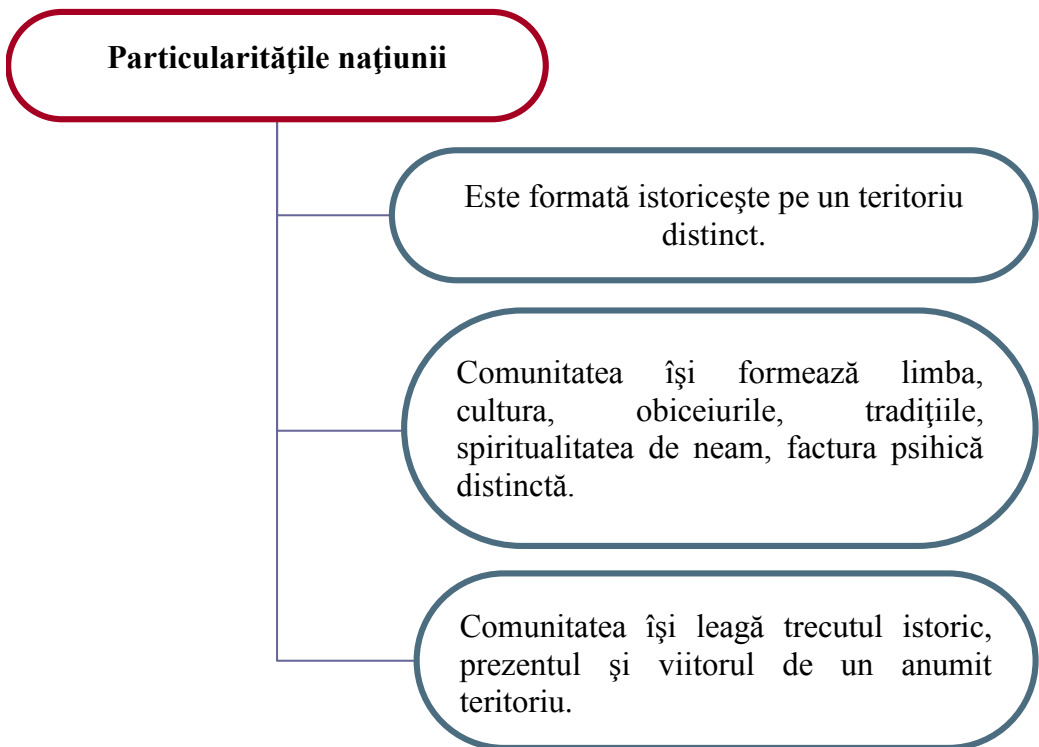 Particularităţile naţiunii
Este formată istoriceşte pe un teritoriu
distinct.
Comunitatea îşi formează limba,
cultura, obiceiurile, tradiţiile,
spiritualitatea de neam, factura psihică
distinctă.
Comunitatea îşi leagă trecutul istoric,
prezentul şi viitorul de un anumit
teritoriu.